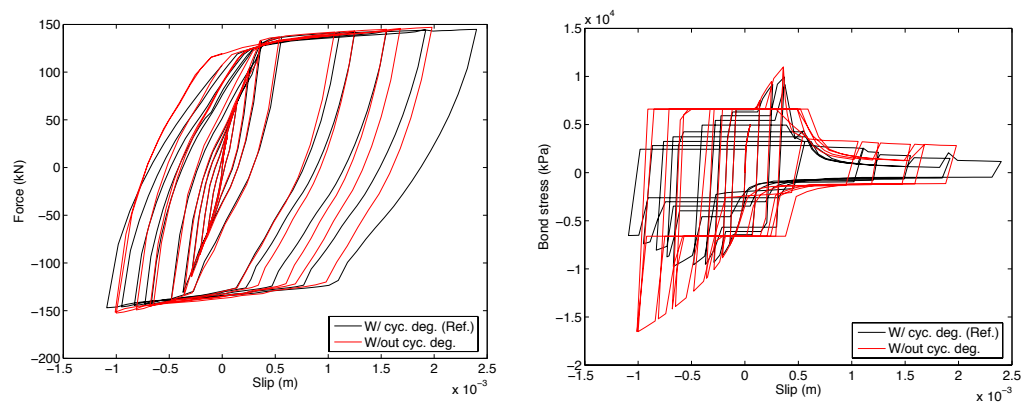 150
100
50
0
−50
−100
−150
−200
Force (kN)
W/ cyc. deg. (Ref.)
W/out cyc. deg.
−1.5 −1 −0.5 0 0.5 1 1.5 2 2.5
Slip (m)
x 10⁻³
x 10⁴
1.5
1
0.5
0
−0.5
−1
−1.5
−2
Bond stress (kPa)
W/ cyc. deg. (Ref.)
W/out cyc. deg.
−1.5 −1 −0.5 0 0.5 1 1.5 2 2.5
Slip (m)
x 10⁻³